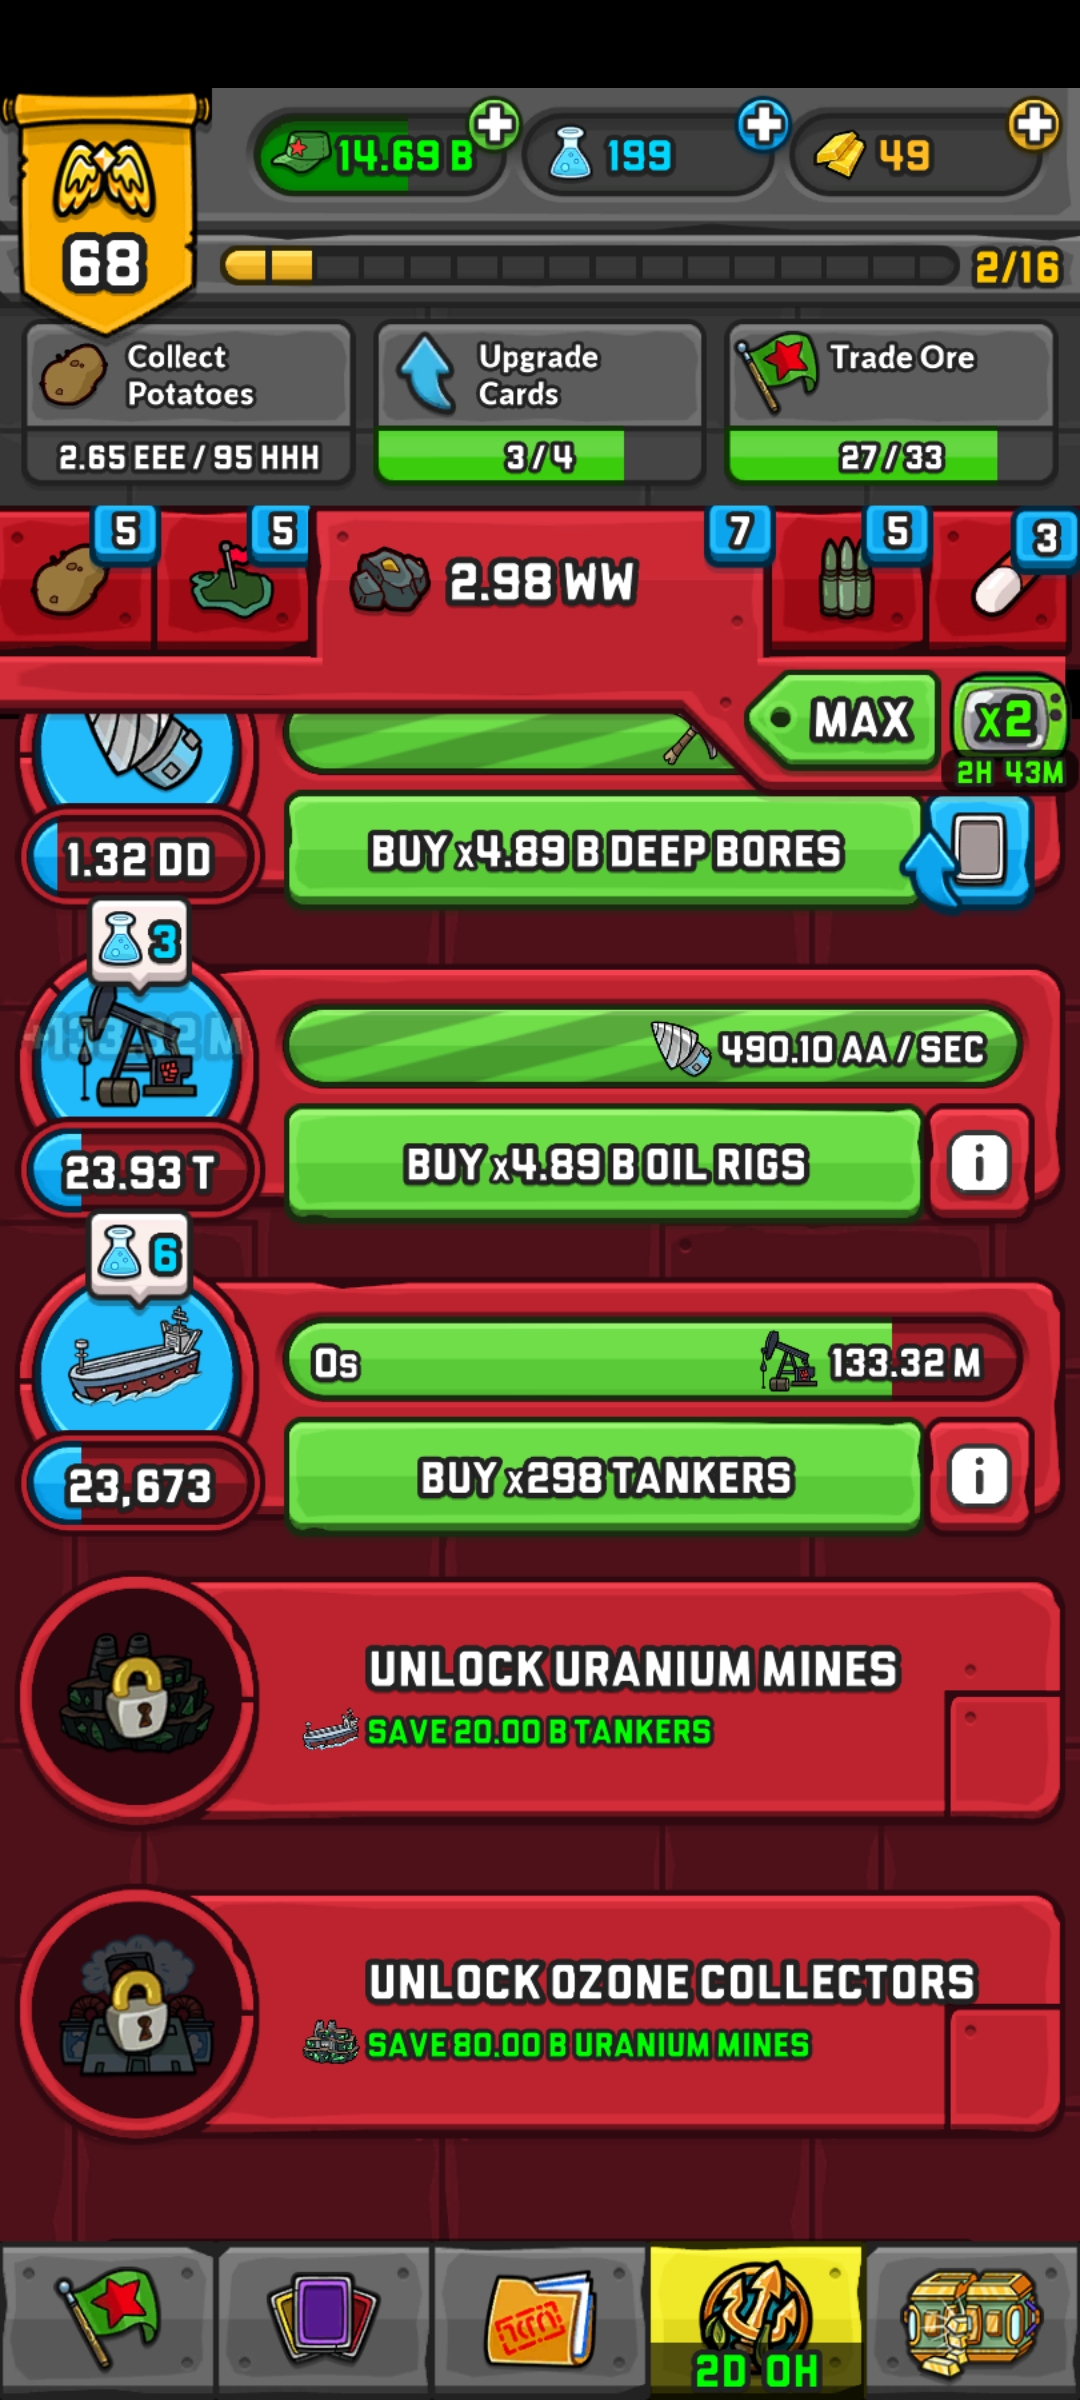 14.69 B
199
49
68
2/16
Collect
Potatoes
2.65 EEE / 95 HHH
Upgrade
Cards
3/4
Trade Ore
27/33
5
5
2.98 WW
7
5
3
MAX
x2
2H 43M
1.32 DD
BUY x4.89 B DEEP BORES
3
+133.32 M
490.10 AA / SEC
23.93 T
BUY x4.89 B OIL RIGS
i
6
0s
133.32 M
23,673
BUY x298 TANKERS
i
UNLOCK URANIUM MINES
SAVE 20.00 B TANKERS
UNLOCK OZONE COLLECTORS
SAVE 80.00 B URANIUM MINES
2D 0H